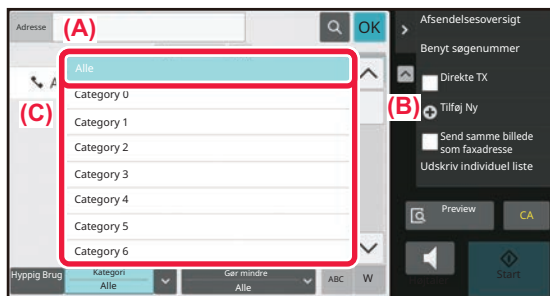 Adresse
(A)
OK
Afsendelsesoversigt
Benyt søgenummer
Alle
A
Direkte TX
Category 0
(C)
(B)
Tilføj Ny
Category 1
Category 2
Send samme billede
som faxadresse
Category 3
Udskriv individuel liste
Category 4
Category 5
Preview
CA
Category 6
Hyppig Brug
Kategori
Alle
Gør mindre
Alle
ABC
W
Start